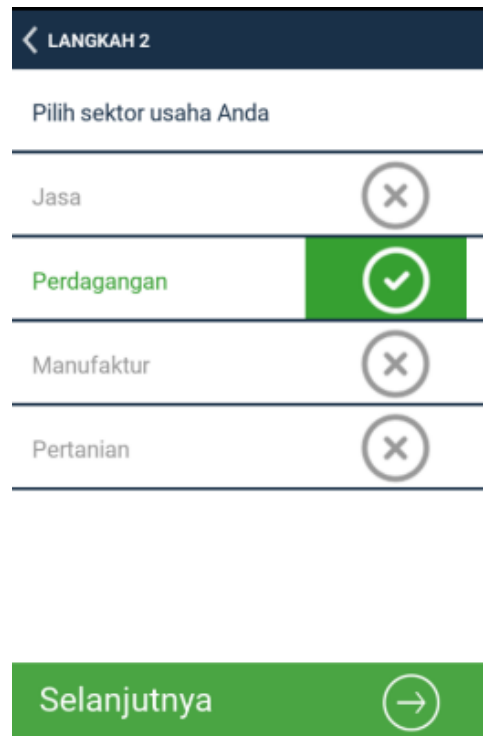 LANGKAH 2
Pilih sektor usaha Anda
Jasa
Perdagangan
Manufaktur
Pertanian
Selanjutnya